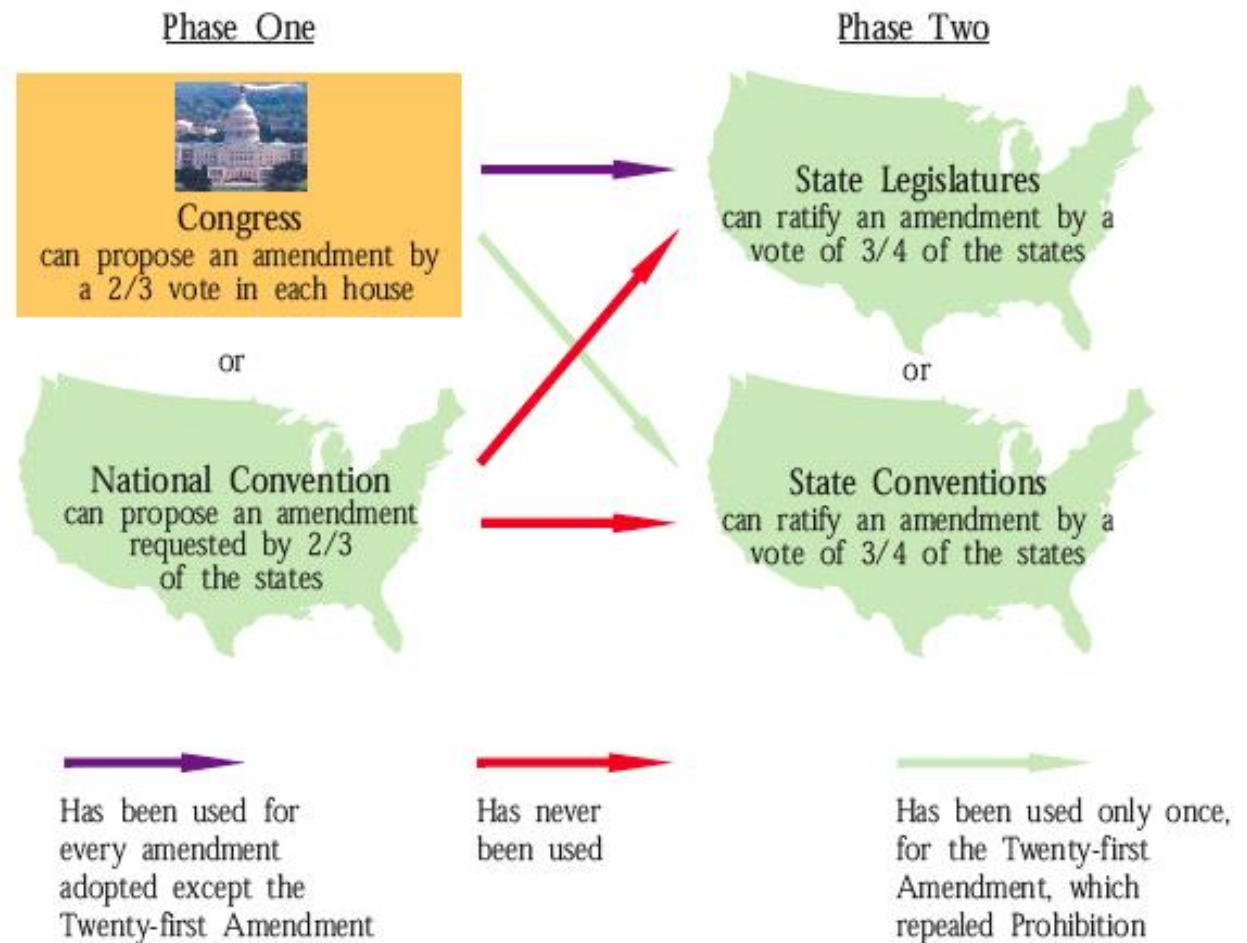 Phase One
Phase Two
Congress
can propose an amendment by
a 2/3 vote in each house
or
National Convention
can propose an amendment
requested by 2/3
of the states
State Legislatures
can ratify an amendment by a
vote of 3/4 of the states
or
State Conventions
can ratify an amendment by a
vote of 3/4 of the states
Has been used for
every amendment
adopted except the
Twenty-first Amendment
Has never
been used
Has been used only once,
for the Twenty-first
Amendment, which
repealed Prohibition